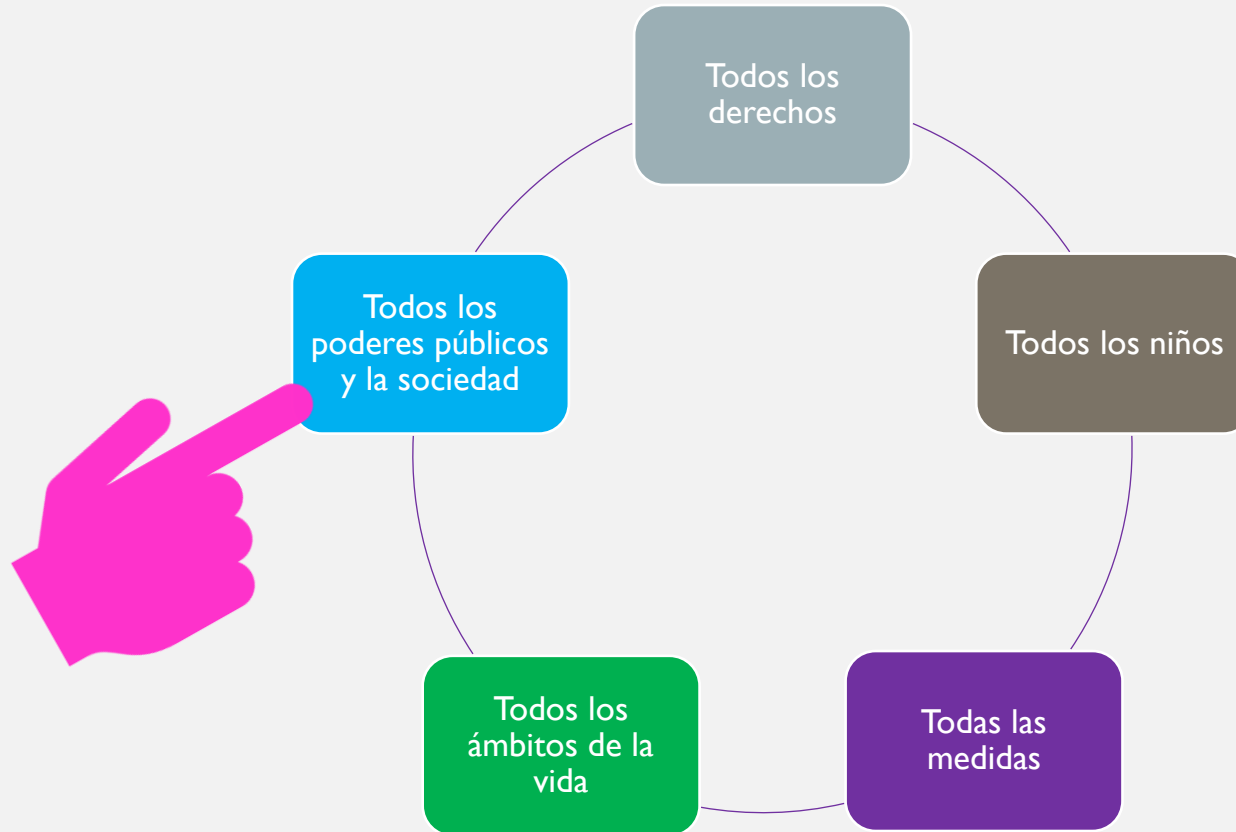 Todos los
derechos
Todos los
poderes públicos
y la sociedad
Todos los niños
Todos los
ámbitos de la
vida
Todas las
medidas